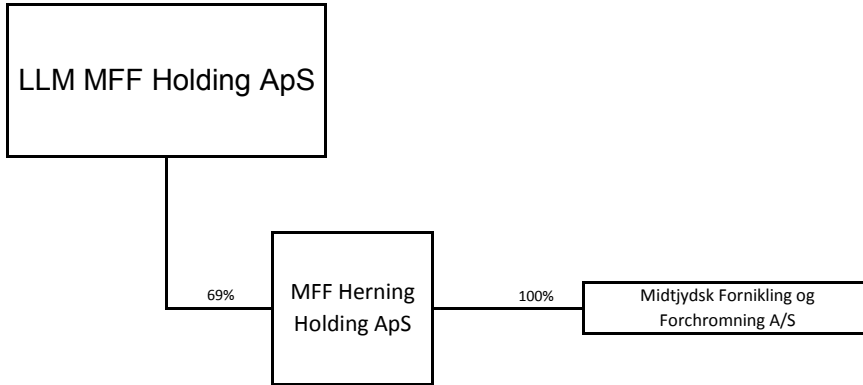 LLM MFF Holding ApS
69%
MFF Herning
Holding ApS
100%
Midtjydsk Fornikling og
Forchromning A/S